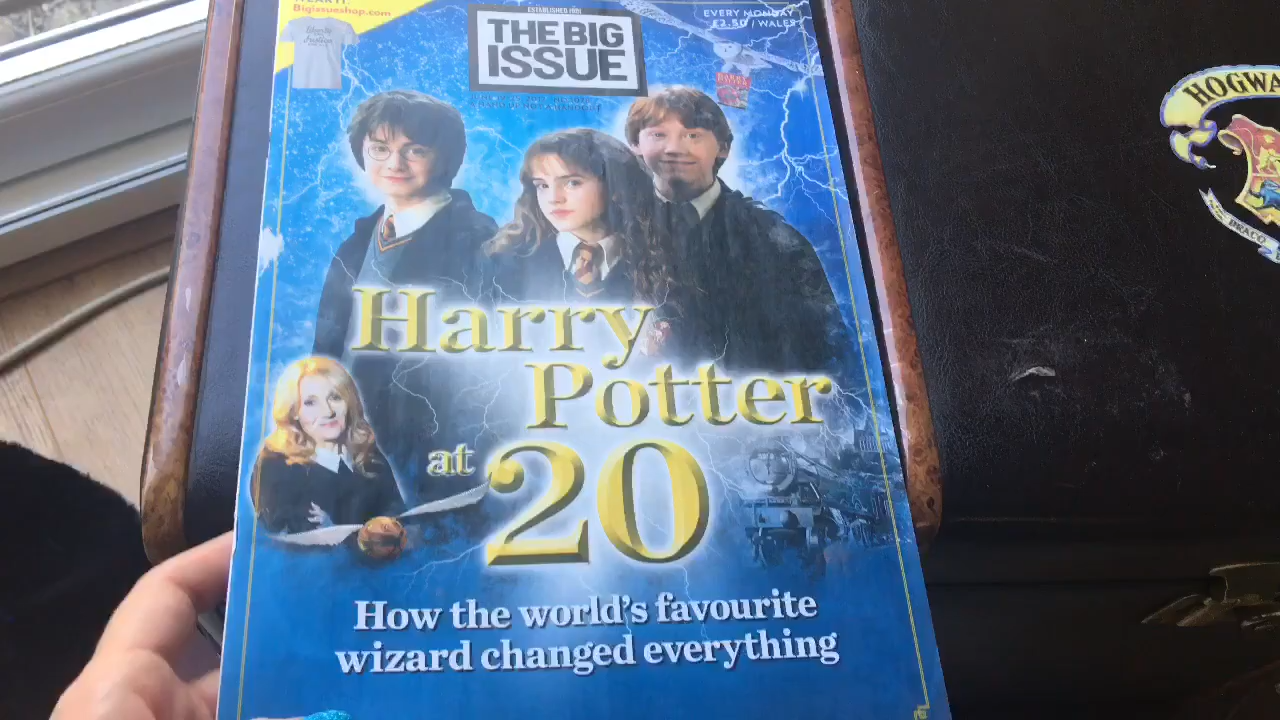 Bigissueshop.com
ESTABLISHED 1991
THE BIG
ISSUE
EVERY MONDAY
£2.50 / WALES
HOGWA
DRACO
Harry
Potter
at 20
How the world's favourite
wizard changed everything